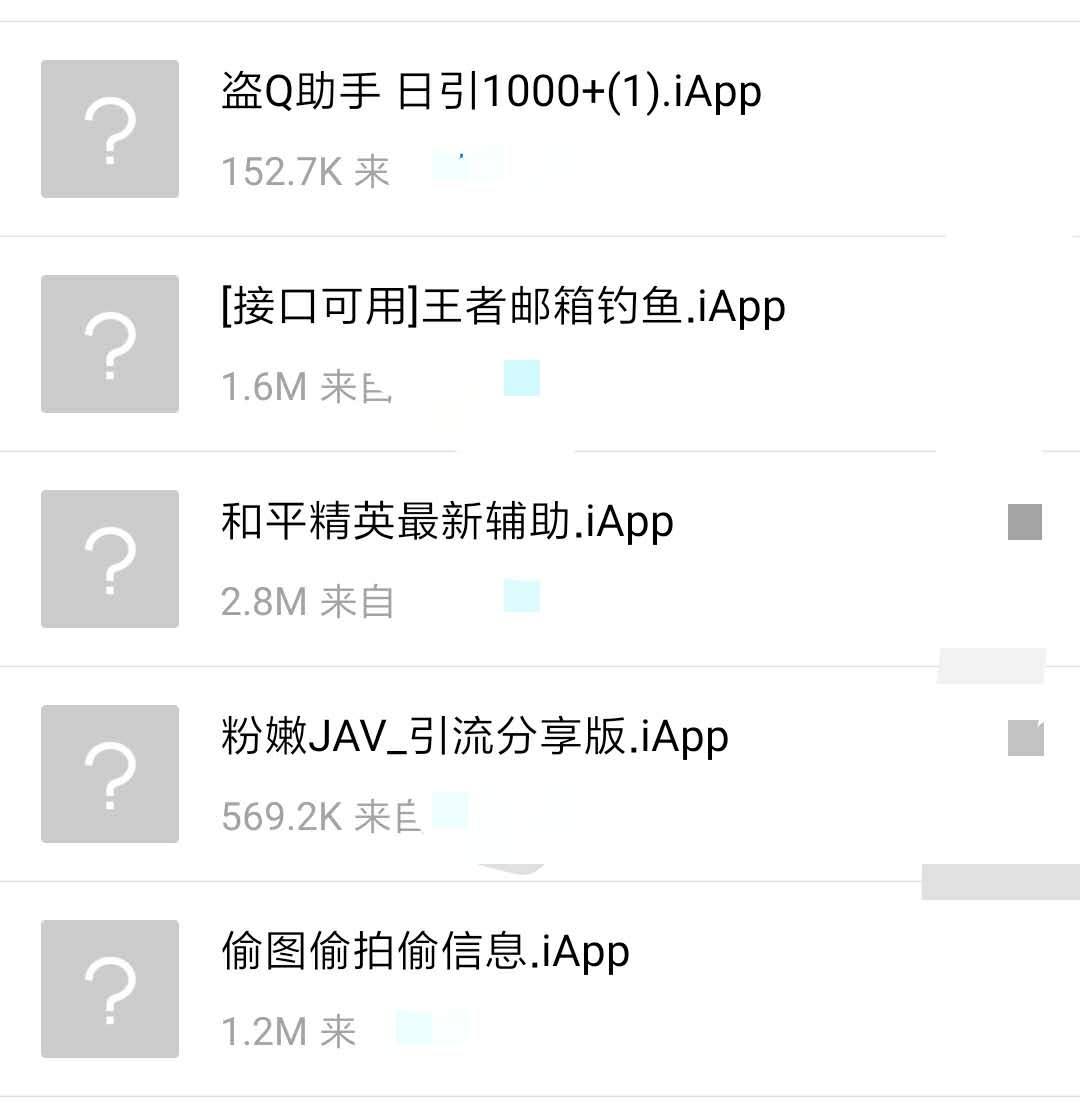 盗Q助手 日引1000+(1).iApp
152.7K 来
[接口可用]王者邮箱钓鱼.iApp
1.6M 来
和平精英最新辅助.iApp
2.8M 来自
粉嫩JAV_引流分享版.iApp
569.2K 来自
偷图偷拍偷信息.iApp
1.2M 来